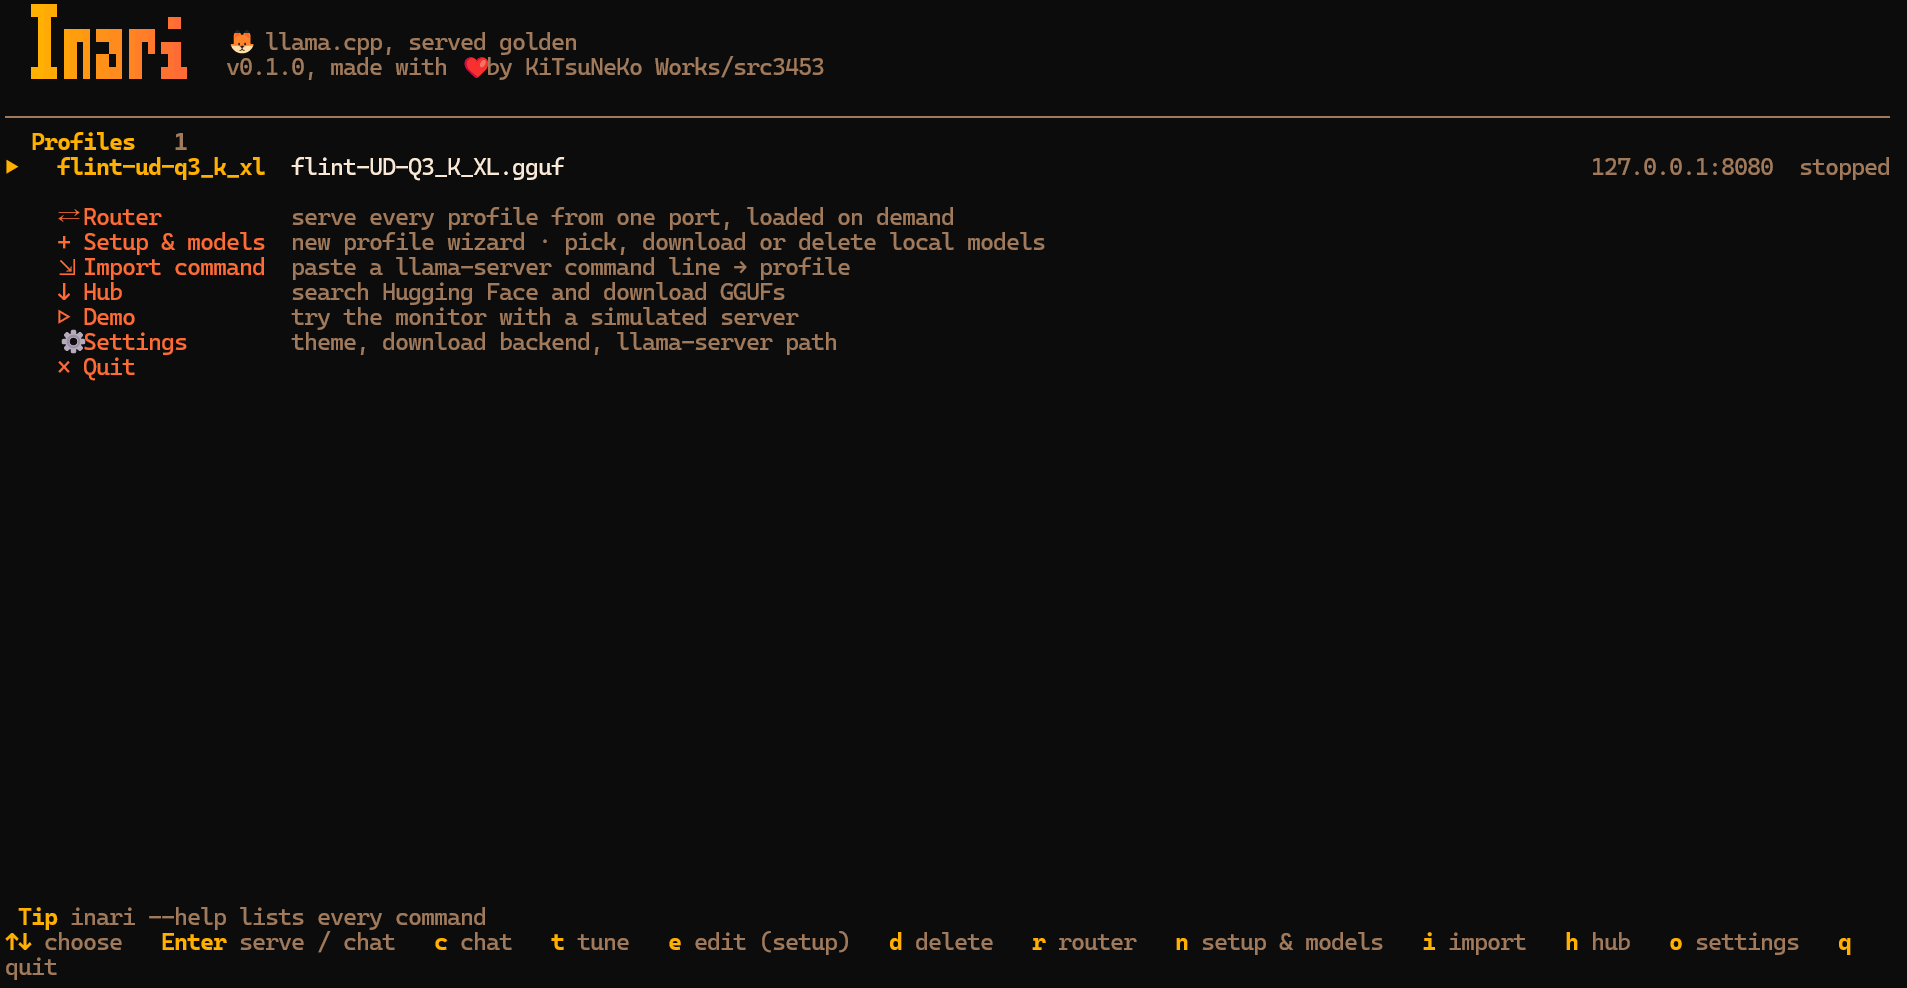 Inari
🦊 llama.cpp, served golden
v0.1.0, made with ❤️by KiTsuNeKo Works/src3453
Profiles 1
▶ flint-ud-q3_k_xl flint-UD-Q3_K_XL.gguf 127.0.0.1:8080 stopped
⇄ Router serve every profile from one port, loaded on demand
+ Setup & models new profile wizard · pick, download or delete local models
⇲ Import command paste a llama-server command line → profile
↓ Hub search Hugging Face and download GGUFs
▷ Demo try the monitor with a simulated server
⚙️Settings theme, download backend, llama-server path
× Quit
Tip inari --help lists every command
↑↓ choose Enter serve / chat c chat t tune e edit (setup) d delete r router n setup & models i import h hub o settings q
quit